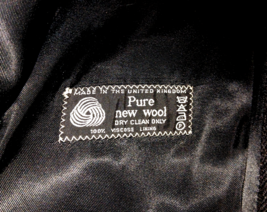 MADE IN THE UNITED KINGDOM
Pure
new wool
DRY CLEAN ONLY
100% VISCOSE LINING